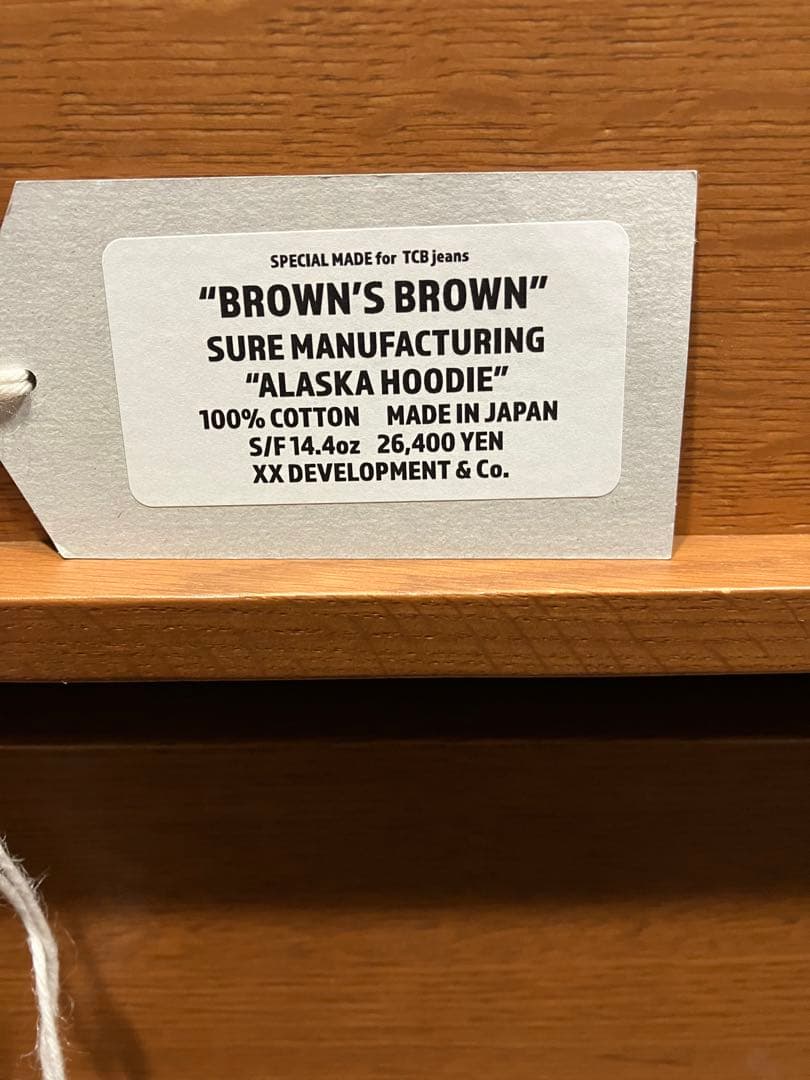 SPECIAL MADE for TCB jeans
“BROWN’S BROWN”
SURE MANUFACTURING
“ALASKA HOODIE”
100% COTTON MADE IN JAPAN
S/F 14.4oz 26,400 YEN
XX DEVELOPMENT & Co.